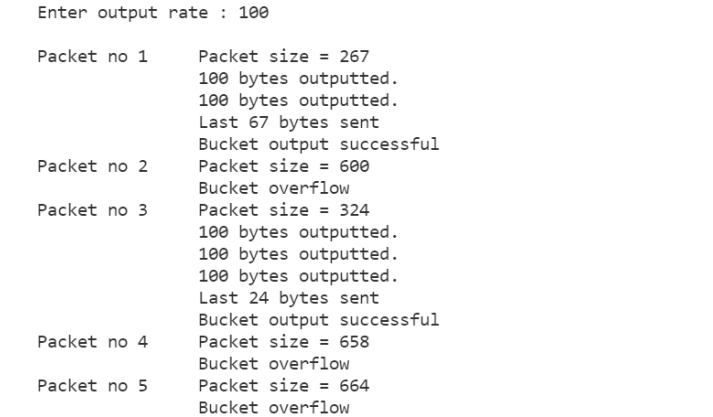 Enter output rate : 100
Packet no 1     Packet size = 267
100 bytes outputted.
100 bytes outputted.
Last 67 bytes sent
Bucket output successful
Packet no 2     Packet size = 600
Bucket overflow
Packet no 3     Packet size = 324
100 bytes outputted.
100 bytes outputted.
100 bytes outputted.
Last 24 bytes sent
Bucket output successful
Packet no 4     Packet size = 658
Bucket overflow
Packet no 5     Packet size = 664
Bucket overflow